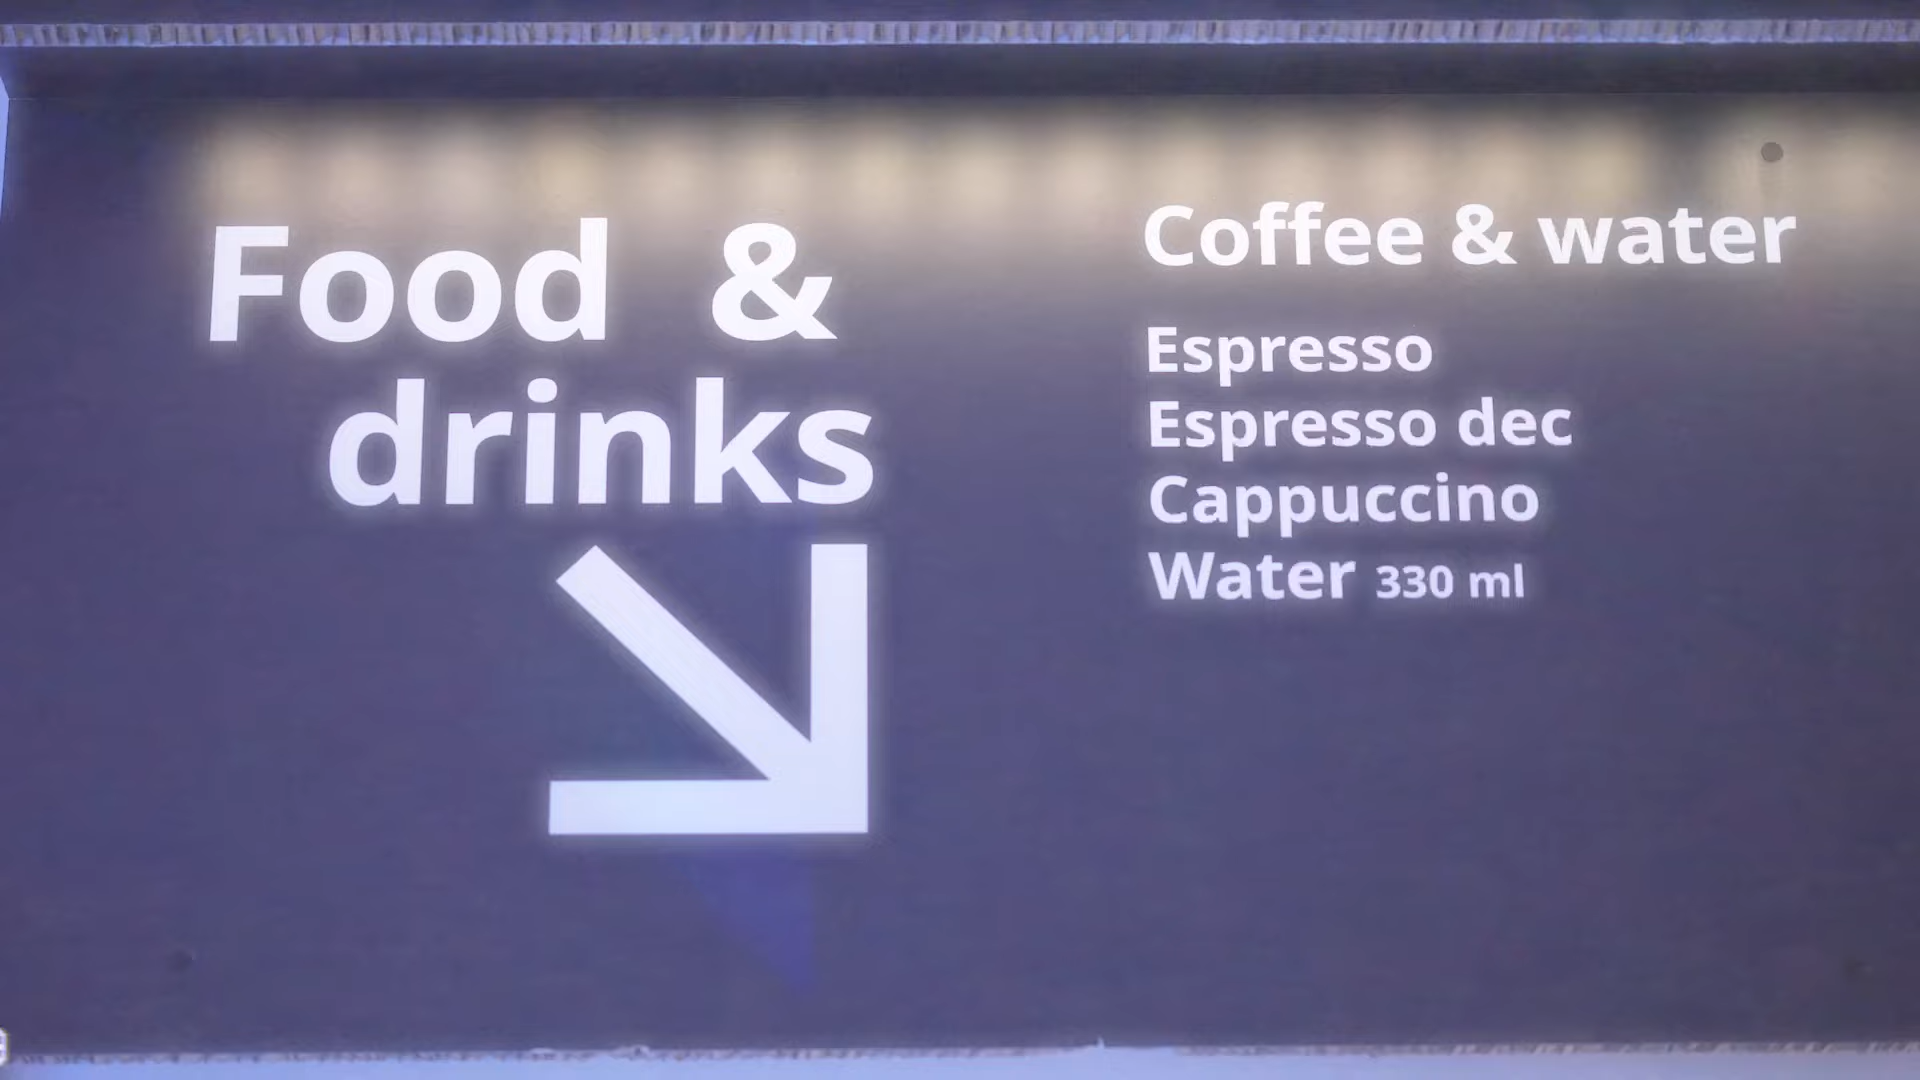 Food &
drinks
Coffee & water
Espresso
Espresso dec
Cappuccino
Water 330 ml